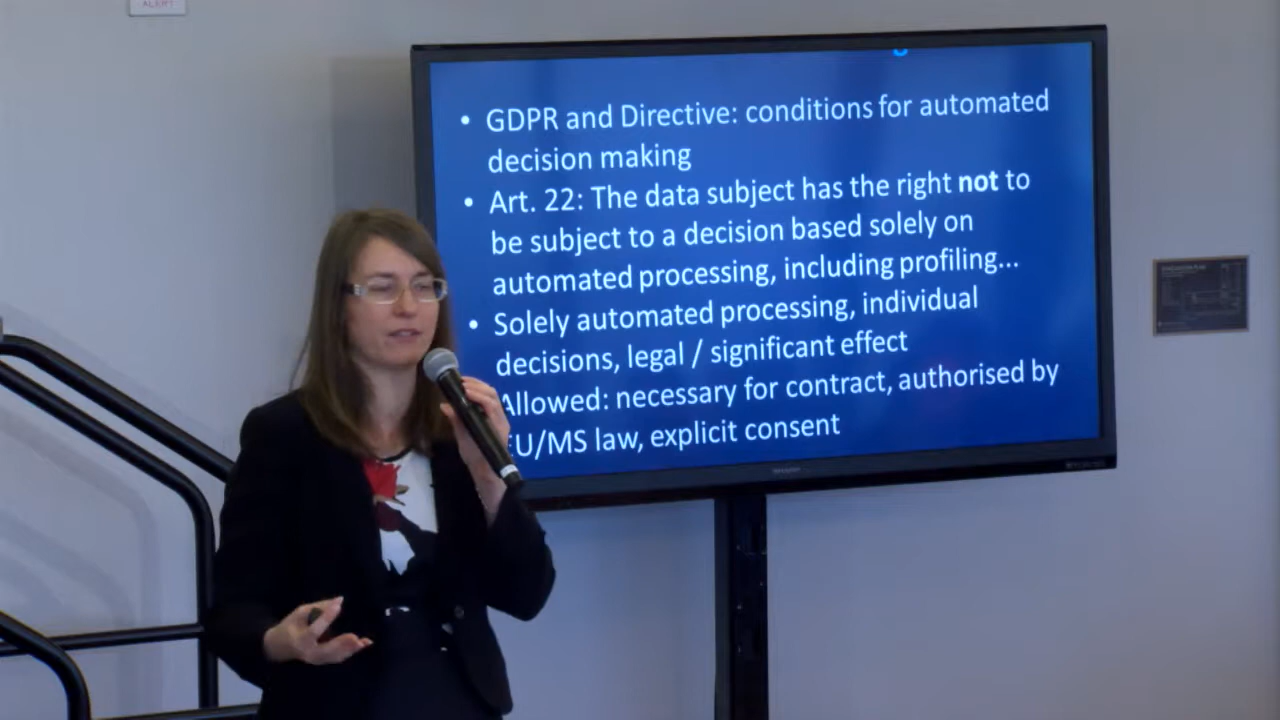 ALERT
• GDPR and Directive: conditions for automated
decision making
• Art. 22: The data subject has the right not to
be subject to a decision based solely on
automated processing, including profiling...
• Solely automated processing, individual
decisions, legal / significant effect
Allowed: necessary for contract, authorised by
EU/MS law, explicit consent
SHARP